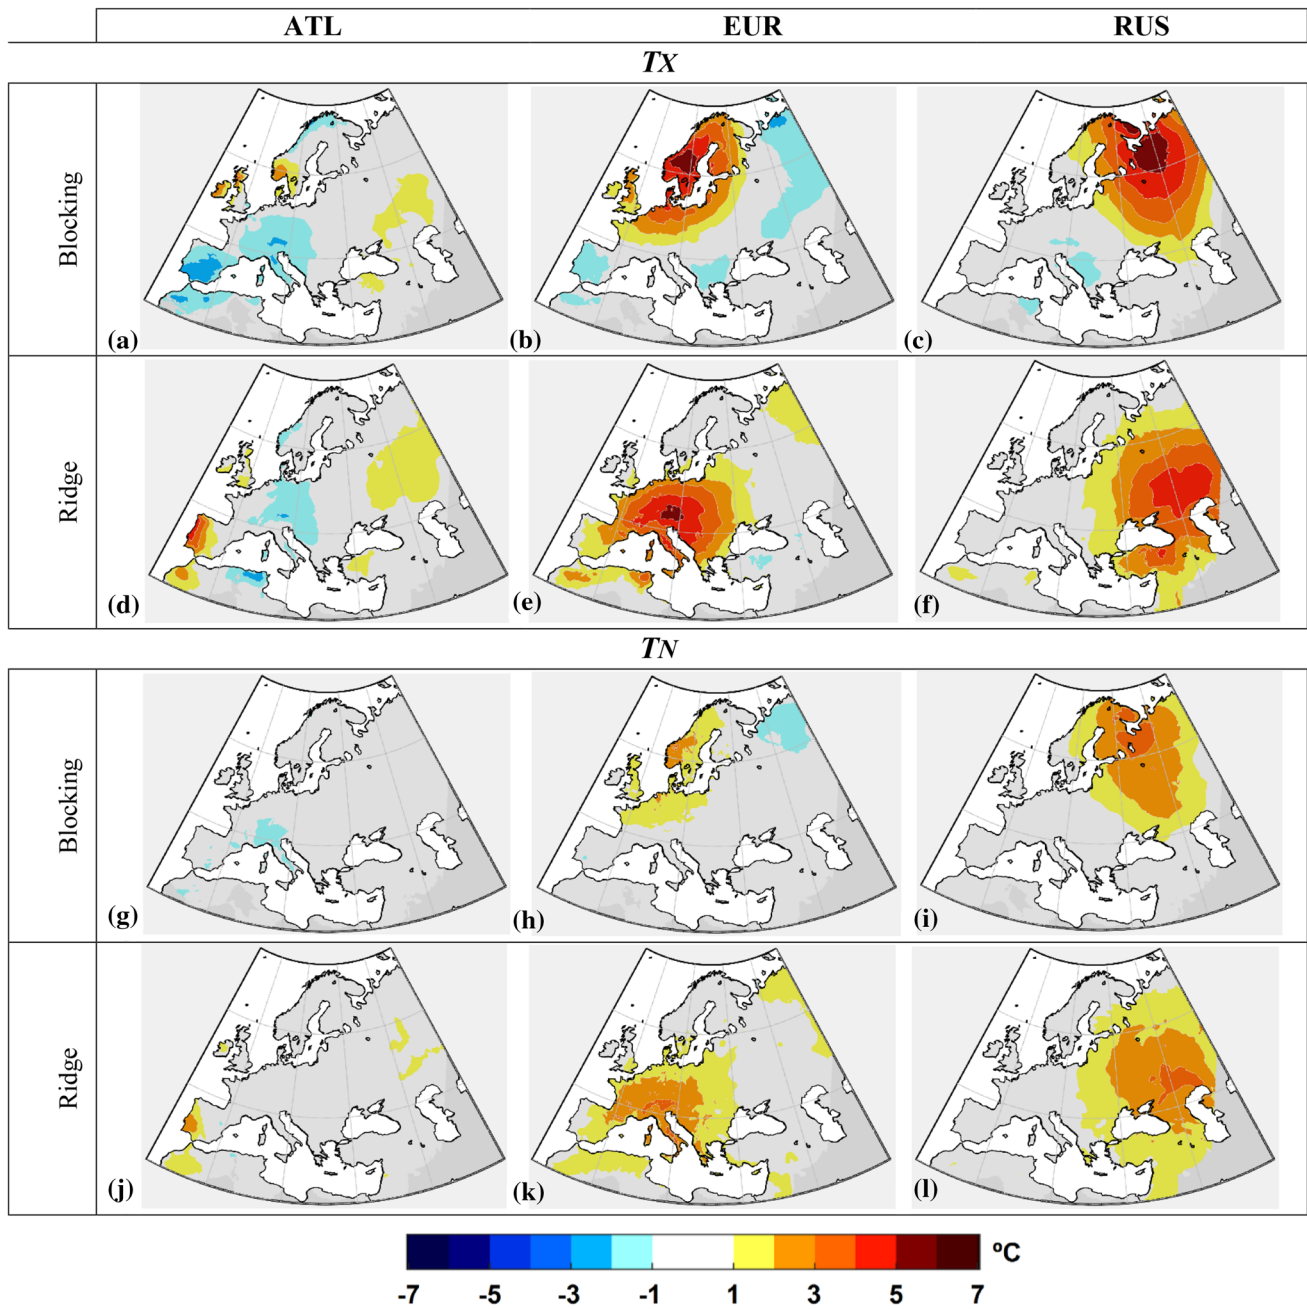 ATL EUR RUS
TX
Blocking
(a) (b) (c)
Ridge
(d) (e) (f)
TN
Blocking
(g) (h) (i)
Ridge
(j) (k) (l)
ºC
-7 -5 -3 -1 1 3 5 7